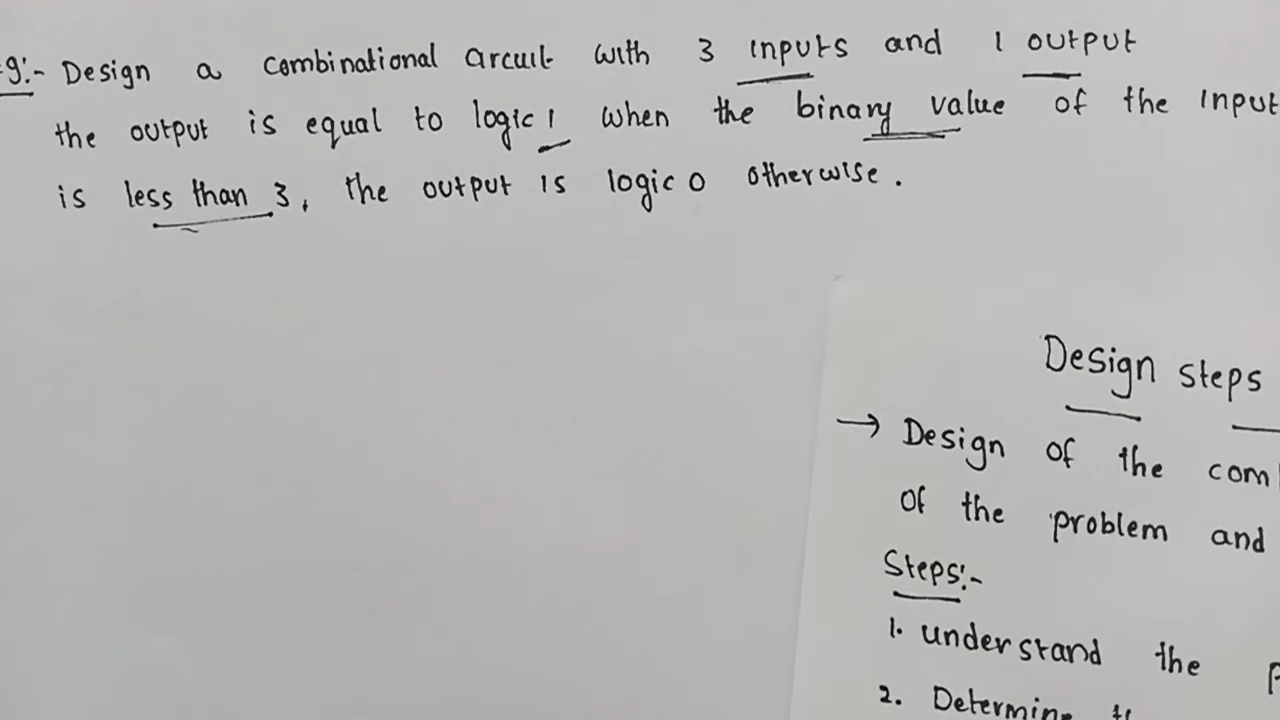 g:- Design a combinational circuit with 3 inputs and 1 output
the output is equal to logic 1 when the binary value of the input
is less than 3, the output is logic 0 otherwise.
Design steps
→ Design of the com
of the problem and
Steps:-
1. understand the
2. Determine